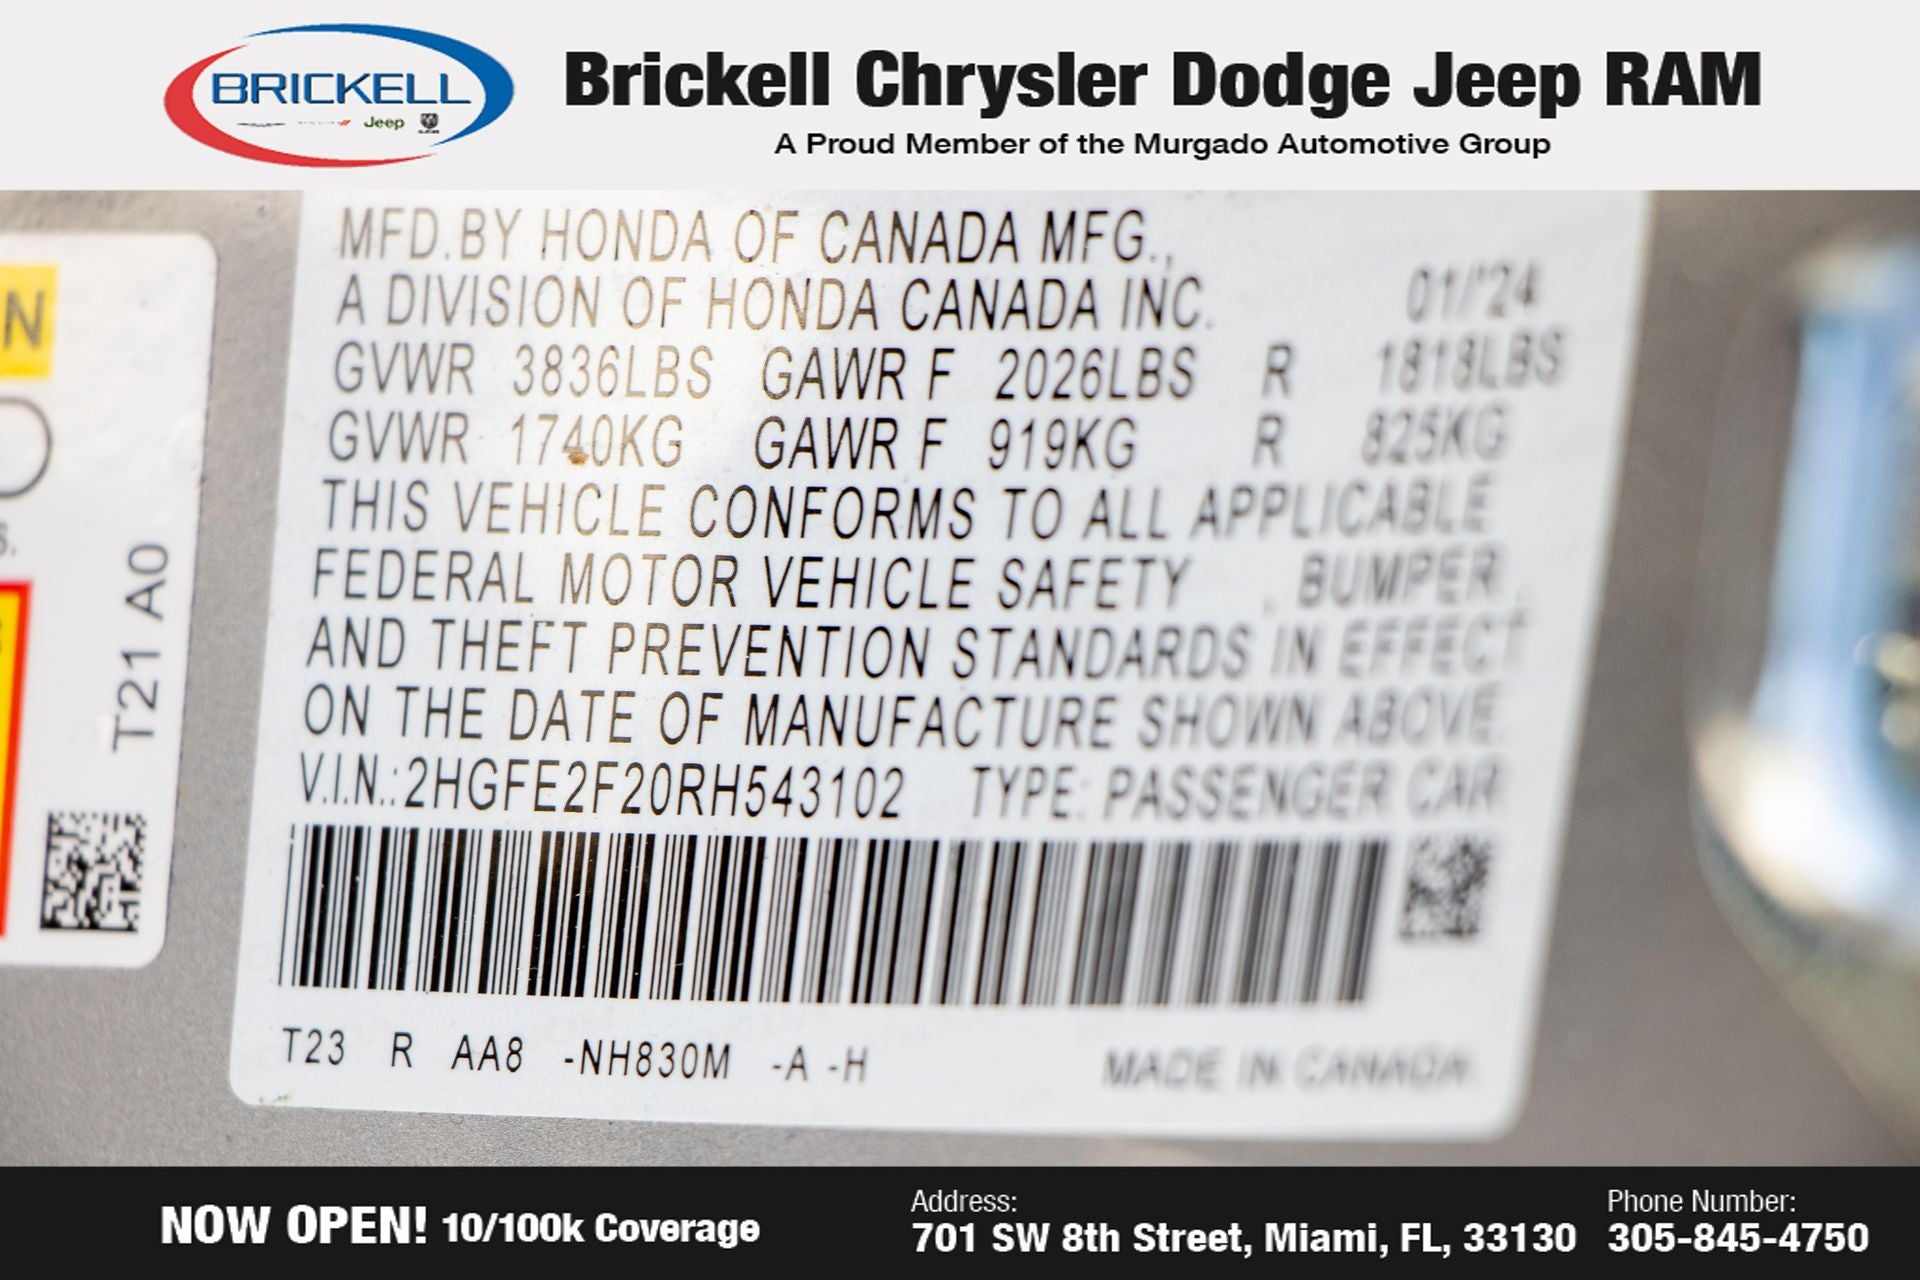 BRICKELL
Jeep
RAM
Brickell Chrysler Dodge Jeep RAM
A Proud Member of the Murgado Automotive Group
N
S.
T21 A0
MFD.BY HONDA OF CANADA MFG.,
A DIVISION OF HONDA CANADA INC. 01/'24
GVWR 3836LBS GAWR F 2026LBS R 1818LBS
GVWR 1740KG GAWR F 919KG R 825KG
THIS VEHICLE CONFORMS TO ALL APPLICABLE
FEDERAL MOTOR VEHICLE SAFETY , BUMPER,
AND THEFT PREVENTION STANDARDS IN EFFECT
ON THE DATE OF MANUFACTURE SHOWN ABOVE.
V.I.N.:2HGFE2F20RH543102 TYPE: PASSENGER CAR
T23 R AA8 -NH830M -A -H MADE IN CANADA
NOW OPEN! 10/100k Coverage
Address:
701 SW 8th Street, Miami, FL, 33130
Phone Number:
305-845-4750